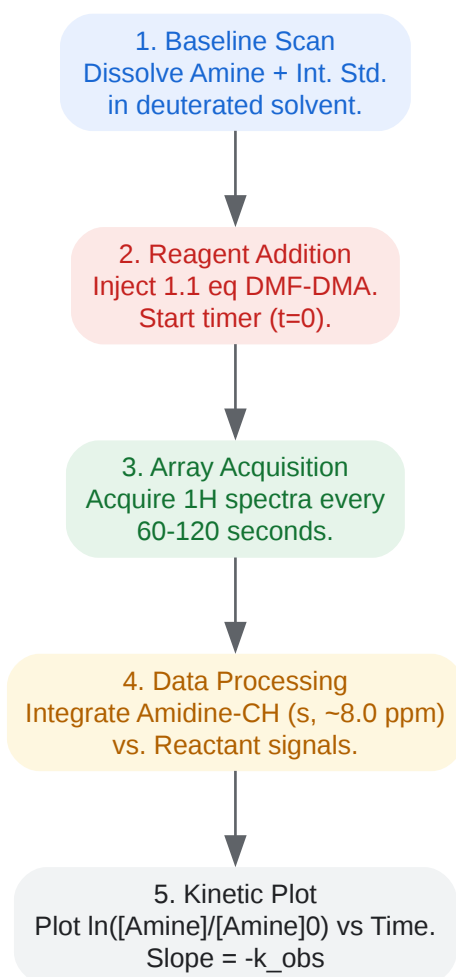 1. Baseline Scan
Dissolve Amine + Int. Std.
in deuterated solvent.
2. Reagent Addition
Inject 1.1 eq DMF-DMA.
Start timer (t=0).
3. Array Acquisition
Acquire 1H spectra every
60-120 seconds.
4. Data Processing
Integrate Amidine-CH (s, ~8.0 ppm)
vs. Reactant signals.
5. Kinetic Plot
Plot ln([Amine]/[Amine]0) vs Time.
Slope = -k_obs